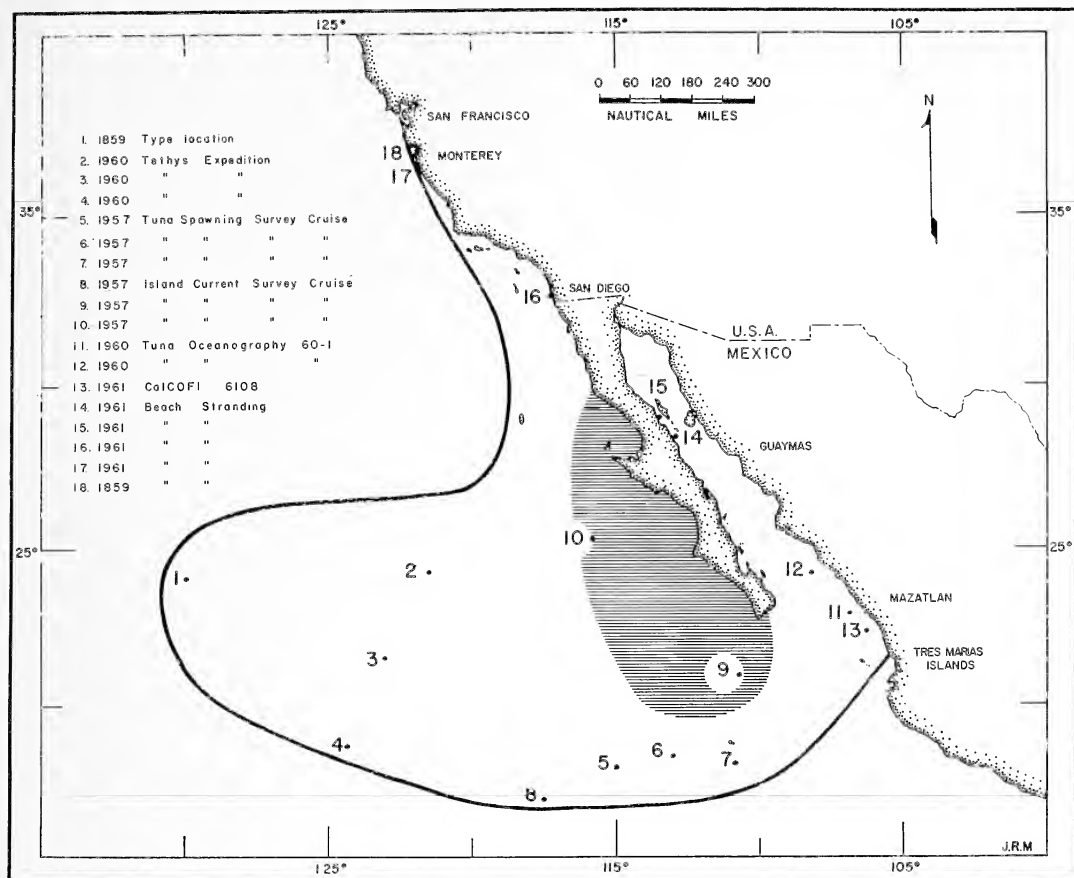 125° 115° 105°
0 60 120 180 240 300
NAUTICAL MILES
N
SAN FRANCISCO
18 MONTEREY
17
1. 1859 Type location
2. 1960 Tethys Expedition
3. 1960 " "
4. 1960 " "
5. 1957 Tuna Spawning Survey Cruise
6. 1957 " " " "
7. 1957 " " " "
8. 1957 Island Current Survey Cruise
9. 1957 " " " "
10. 1957 " " " "
11. 1960 Tuna Oceanography 60-1
12. 1960 " " "
13. 1961 CalCOFI 6108
14. 1961 Beach Stranding
15. 1961 " "
16. 1961 " "
17. 1961 " "
18. 1859 " "
35° 35°
16 SAN DIEGO
U.S.A.
MEXICO
15
14
GUAYMAS
25° 25°
10
12
1
2
MAZATLAN
11
13
TRES MARIAS
ISLANDS
3
9
4
5
6
7
8
J.R.M
125° 115° 105°